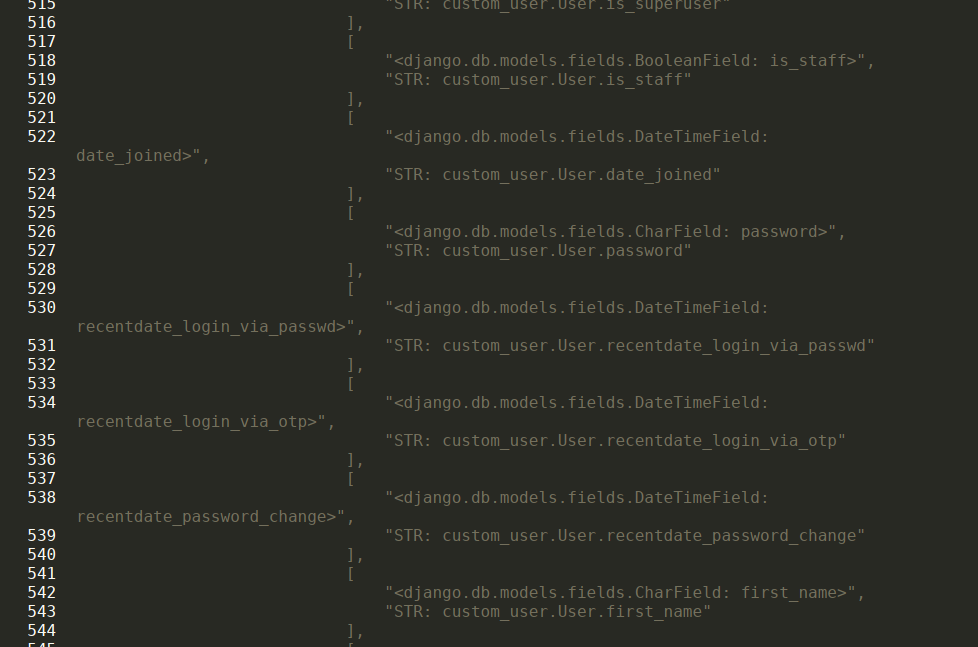 515 "STR: custom_user.User.is_superuser"
516 ],
517 [
518 "<django.db.models.fields.BooleanField: is_staff>",
519 "STR: custom_user.User.is_staff"
520 ],
521 [
522 "<django.db.models.fields.DateTimeField:
date_joined>",
523 "STR: custom_user.User.date_joined"
524 ],
525 [
526 "<django.db.models.fields.CharField: password>",
527 "STR: custom_user.User.password"
528 ],
529 [
530 "<django.db.models.fields.DateTimeField:
recentdate_login_via_passwd>",
531 "STR: custom_user.User.recentdate_login_via_passwd"
532 ],
533 [
534 "<django.db.models.fields.DateTimeField:
recentdate_login_via_otp>",
535 "STR: custom_user.User.recentdate_login_via_otp"
536 ],
537 [
538 "<django.db.models.fields.DateTimeField:
recentdate_password_change>",
539 "STR: custom_user.User.recentdate_password_change"
540 ],
541 [
542 "<django.db.models.fields.CharField: first_name>",
543 "STR: custom_user.User.first_name"
544 ],
545 [